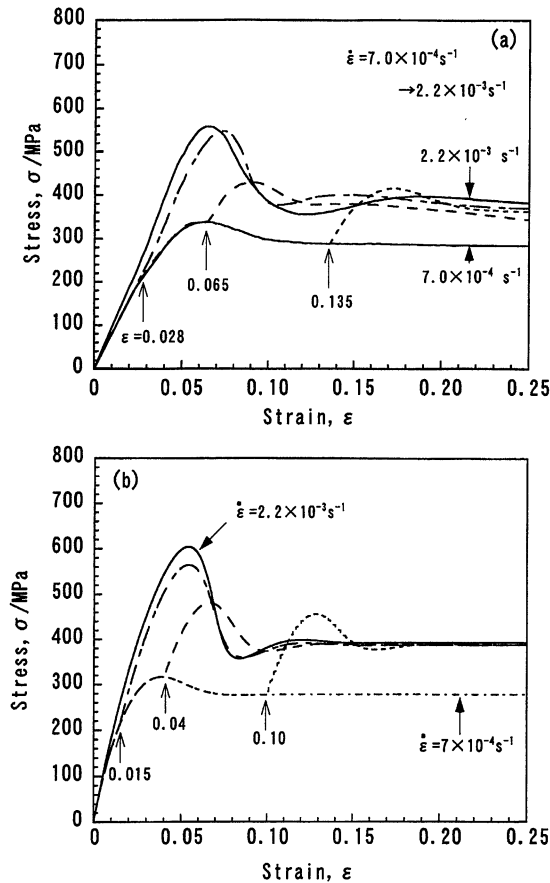 800
(a)
ε̇=7.0×10⁻⁴s⁻¹
700
→2.2×10⁻³s⁻¹
600
500
2.2×10⁻³ s⁻¹
400
300
0.065
7.0×10⁻⁴ s⁻¹
200
0.135
ε=0.028
100
0
Stress, σ/MPa
0 0.05 0.10 0.15 0.20 0.25
Strain, ε
800
(b)
700
ε̇=2.2×10⁻³s⁻¹
600
500
400
300
0.04
200
0.10
ε̇=7×10⁻⁴s⁻¹
0.015
100
0
Stress, σ/MPa
0 0.05 0.10 0.15 0.20 0.25
Strain, ε